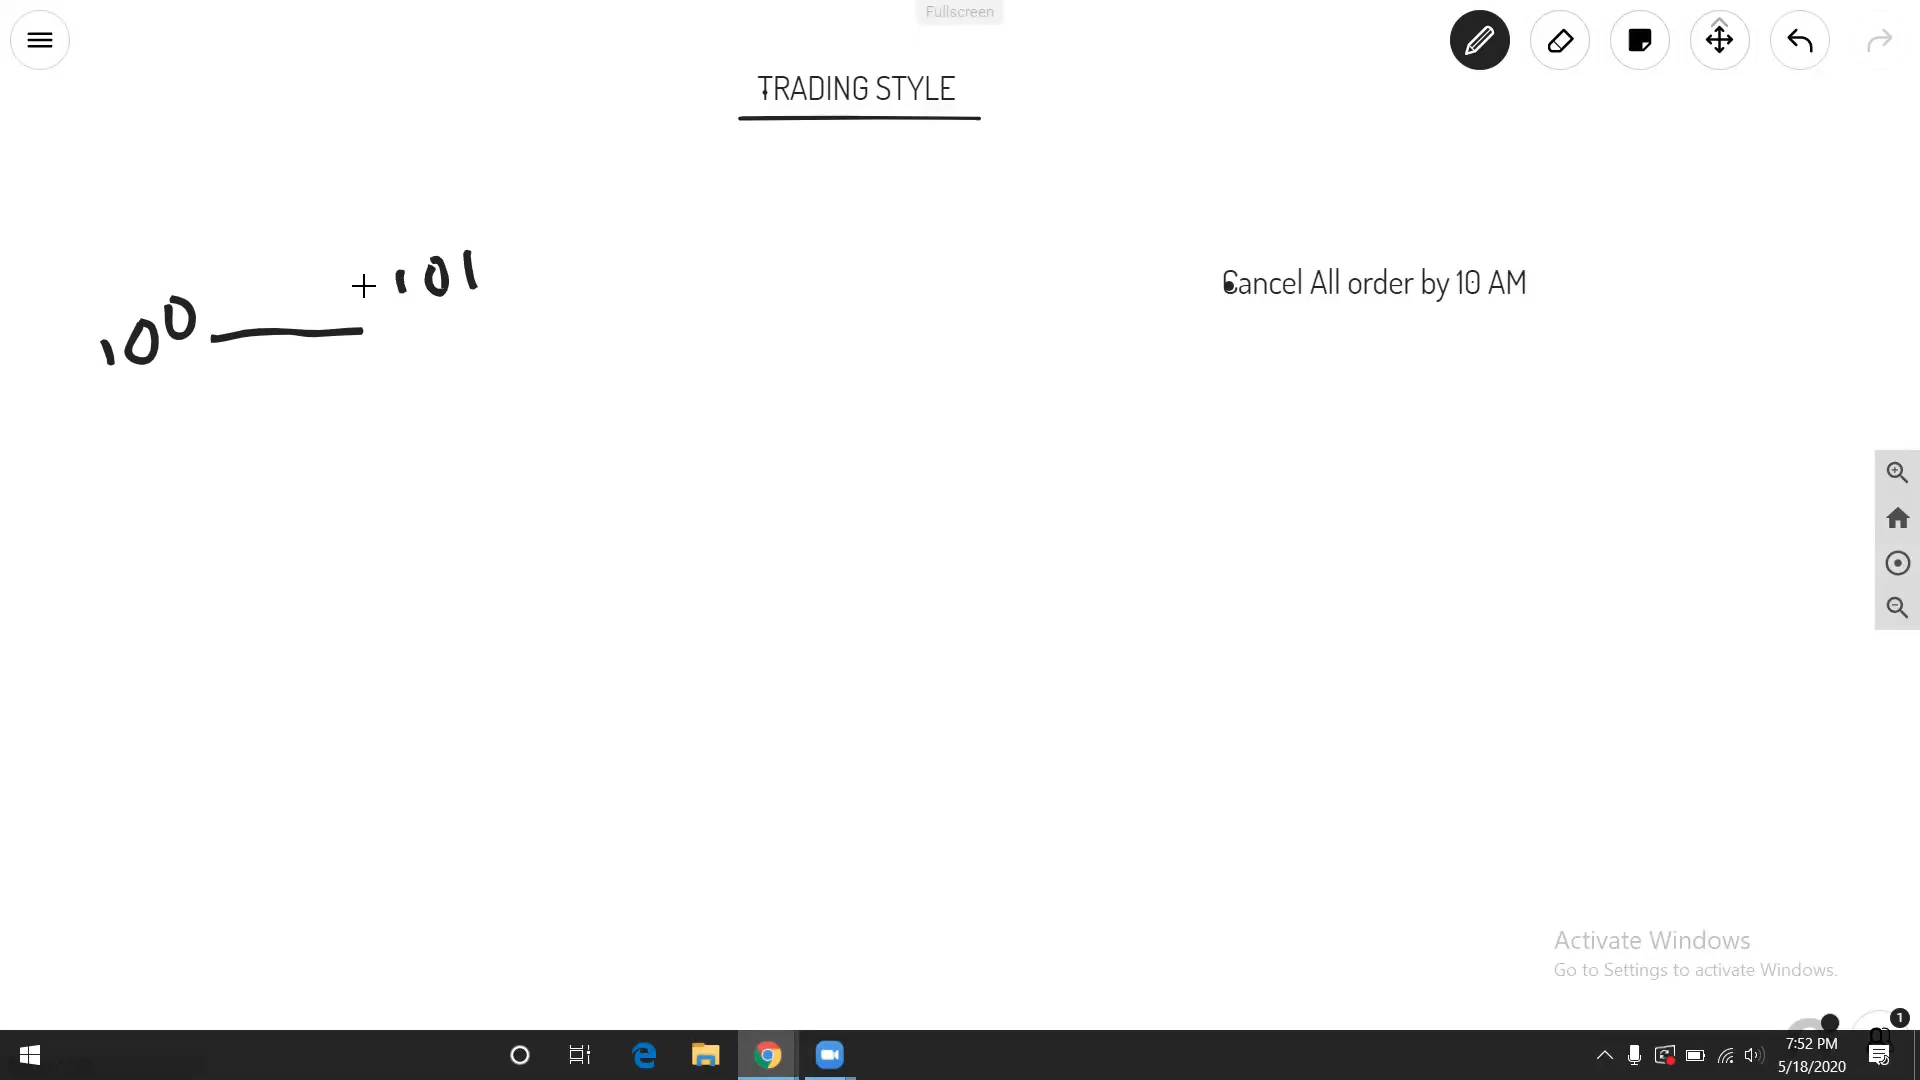 Fullscreen
TRADING STYLE
101
100
Cancel All order by 10 AM
Activate Windows
Go to Settings to activate Windows.
1
7:52 PM
5/18/2020